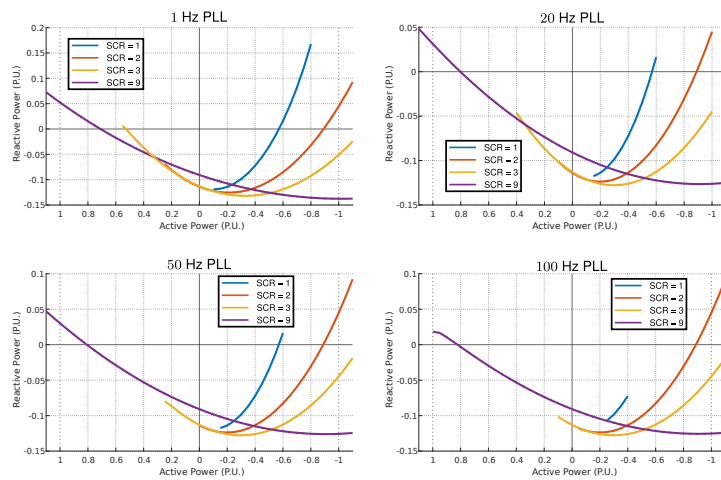 1 Hz PLL
0.2
0.15
0.1
0.05
0
-0.05
-0.1
-0.15
Reactive Power (P.U.)
SCR = 1
SCR = 2
SCR = 3
SCR = 9
1 0.8 0.6 0.4 0.2 0 -0.2 -0.4 -0.6 -0.8 -1
Active Power (P.U.)
20 Hz PLL
0.05
0
-0.05
-0.1
-0.15
Reactive Power (P.U.)
SCR = 1
SCR = 2
SCR = 3
SCR = 9
1 0.8 0.6 0.4 0.2 0 -0.2 -0.4 -0.6 -0.8 -1
Active Power (P.U.)
50 Hz PLL
0.1
0.05
0
-0.05
-0.1
-0.15
Reactive Power (P.U.)
SCR = 1
SCR = 2
SCR = 3
SCR = 9
1 0.8 0.6 0.4 0.2 0 -0.2 -0.4 -0.6 -0.8 -1
Active Power (P.U.)
100 Hz PLL
0.1
0.05
0
-0.05
-0.1
-0.15
Reactive Power (P.U.)
SCR = 1
SCR = 2
SCR = 3
SCR = 9
1 0.8 0.6 0.4 0.2 0 -0.2 -0.4 -0.6 -0.8 -1
Active Power (P.U.)